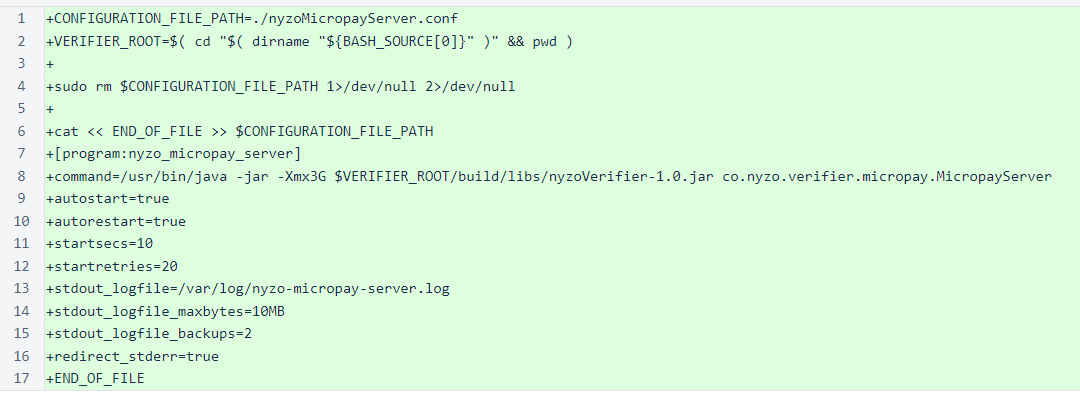 1 +CONFIGURATION_FILE_PATH=./nyzoMicropayServer.conf
2 +VERIFIER_ROOT=$( cd "$( dirname "${BASH_SOURCE[0]}" )" && pwd )
3 +
4 +sudo rm $CONFIGURATION_FILE_PATH 1>/dev/null 2>/dev/null
5 +
6 +cat << END_OF_FILE >> $CONFIGURATION_FILE_PATH
7 +[program:nyzo_micropay_server]
8 +command=/usr/bin/java -jar -Xmx3G $VERIFIER_ROOT/build/libs/nyzoVerifier-1.0.jar co.nyzo.verifier.micropay.MicropayServer
9 +autostart=true
10 +autorestart=true
11 +startsecs=10
12 +startretries=20
13 +stdout_logfile=/var/log/nyzo-micropay-server.log
14 +stdout_logfile_maxbytes=10MB
15 +stdout_logfile_backups=2
16 +redirect_stderr=true
17 +END_OF_FILE